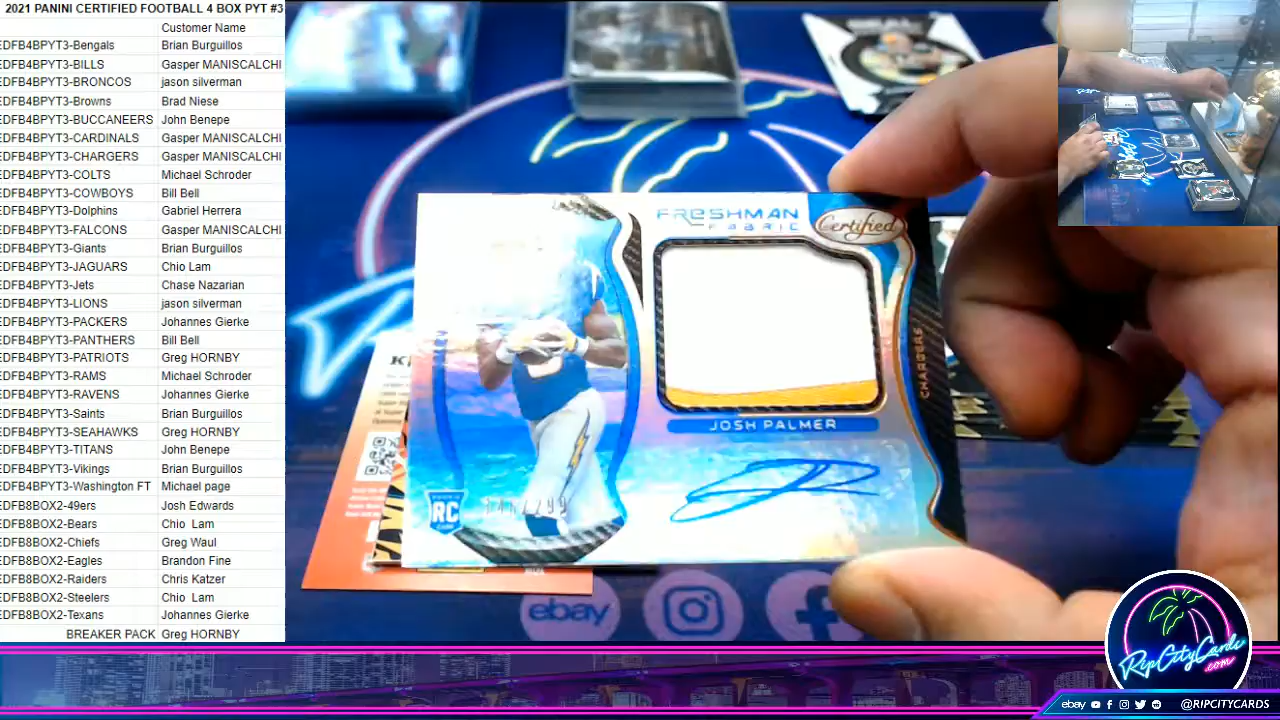 2021 PANINI CERTIFIED FOOTBALL 4 BOX PYT #3
Customer Name
EDFB4BPYT3-Bengals Brian Burguillos
EDFB4BPYT3-BILLS Gasper MANISCALCHI
EDFB4BPYT3-BRONCOS jason silverman
EDFB4BPYT3-Browns Brad Niese
EDFB4BPYT3-BUCCANEERS John Benepe
EDFB4BPYT3-CARDINALS Gasper MANISCALCHI
EDFB4BPYT3-CHARGERS Gasper MANISCALCHI
EDFB4BPYT3-COLTS Michael Schroder
EDFB4BPYT3-COWBOYS Bill Bell
EDFB4BPYT3-Dolphins Gabriel Herrera
EDFB4BPYT3-FALCONS Gasper MANISCALCHI
EDFB4BPYT3-Giants Brian Burguillos
EDFB4BPYT3-JAGUARS Chio Lam
EDFB4BPYT3-Jets Chase Nazarian
EDFB4BPYT3-LIONS jason silverman
EDFB4BPYT3-PACKERS Johannes Gierke
EDFB4BPYT3-PANTHERS Bill Bell
EDFB4BPYT3-PATRIOTS Greg HORNBY
EDFB4BPYT3-RAMS Michael Schroder
EDFB4BPYT3-RAVENS Johannes Gierke
EDFB4BPYT3-Saints Brian Burguillos
EDFB4BPYT3-SEAHAWKS Greg HORNBY
EDFB4BPYT3-TITANS John Benepe
EDFB4BPYT3-Vikings Brian Burguillos
EDFB4BPYT3-Washington FT Michael page
EDFB8BOX2-49ers Josh Edwards
EDFB8BOX2-Bears Chio Lam
EDFB8BOX2-Chiefs Greg Waul
EDFB8BOX2-Eagles Brandon Fine
EDFB8BOX2-Raiders Chris Katzer
EDFB8BOX2-Steelers Chio Lam
EDFB8BOX2-Texans Johannes Gierke
BREAKER PACK Greg HORNBY
FRESHMAN
FABRIC
Certified
CHARGERS
JOSH PALMER
RC
ebay
RipCityCards
.com
ebay @RIPCITYCARDS